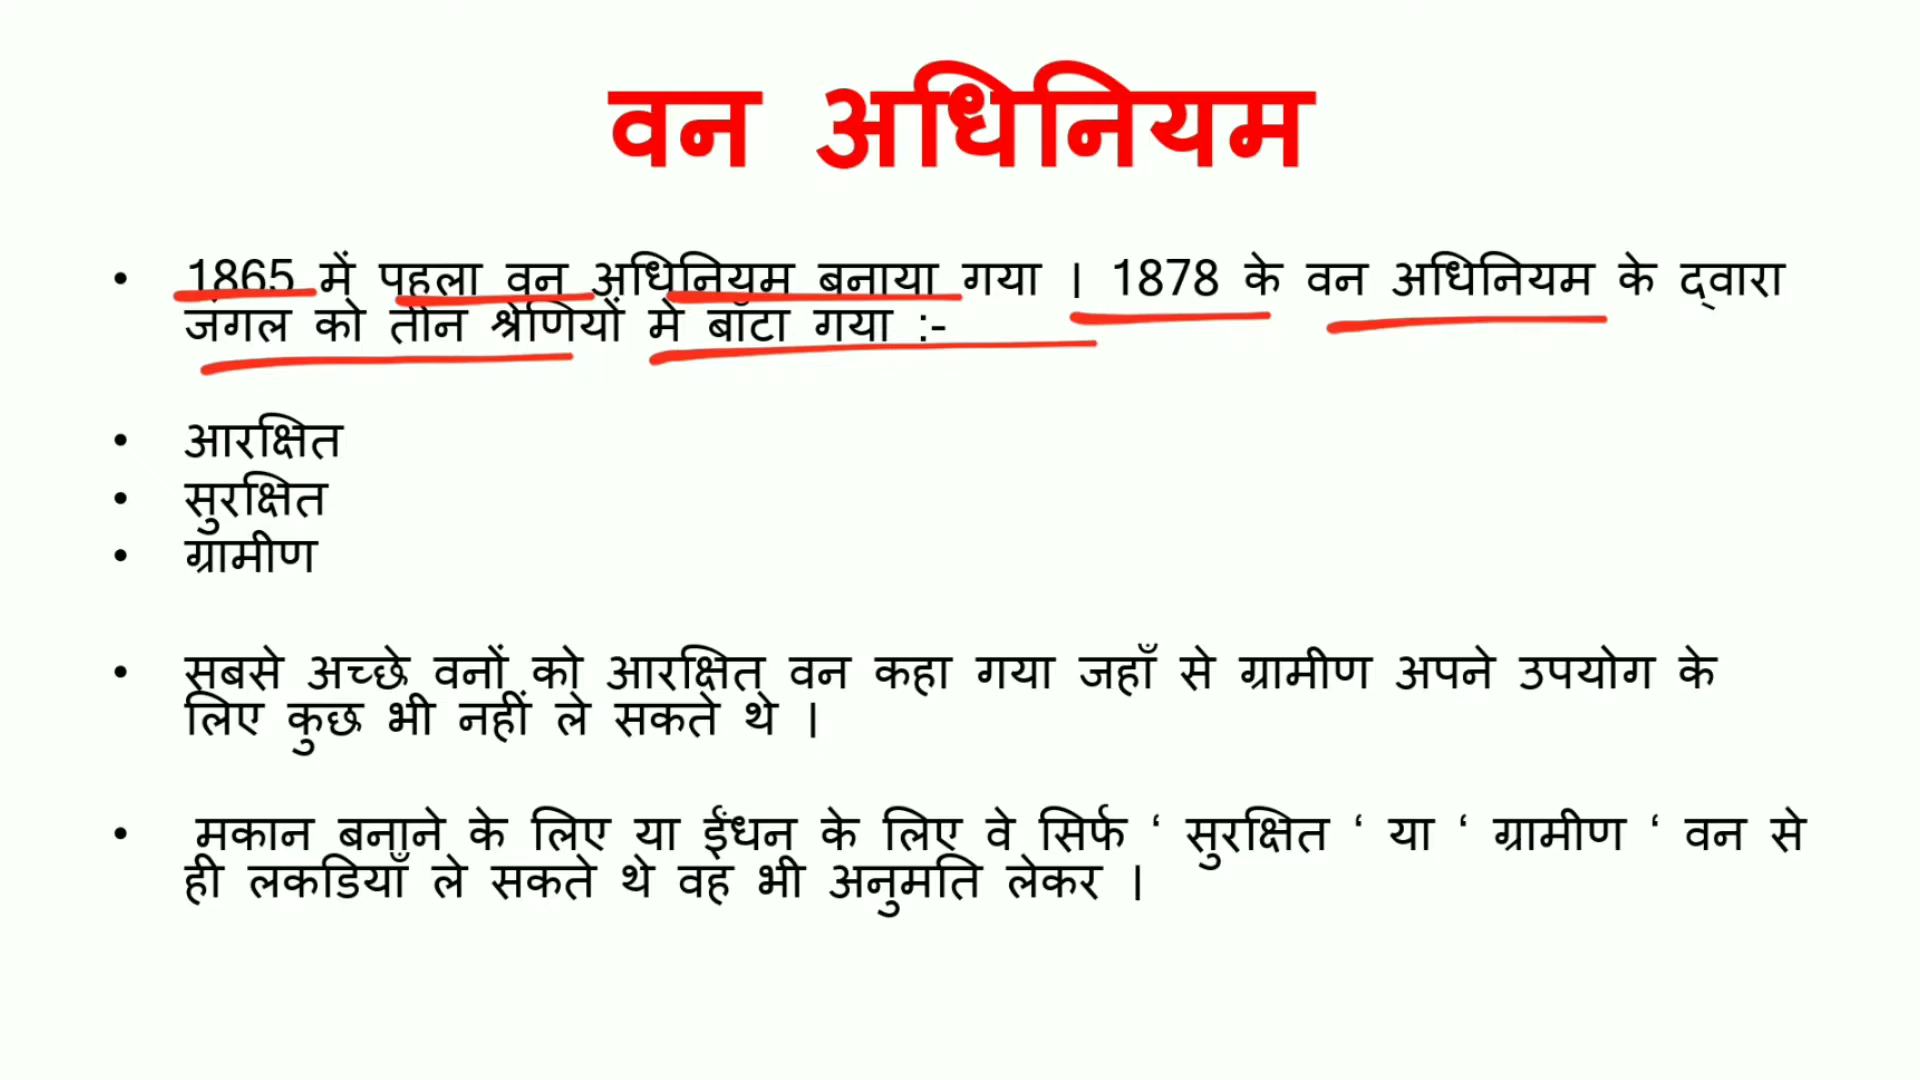 वन अधिनियम
• 1865 में पहला वन अधिनियम बनाया गया । 1878 के वन अधिनियम के द्वारा
जंगल को तीन श्रेणियों में बाँटा गया :-
• आरक्षित
• सुरक्षित
• ग्रामीण
• सबसे अच्छे वनों को आरक्षित वन कहा गया जहाँ से ग्रामीण अपने उपयोग के
लिए कुछ भी नहीं ले सकते थे ।
• मकान बनाने के लिए या ईंधन के लिए वे सिर्फ ‘ सुरक्षित ‘ या ‘ ग्रामीण ‘ वन से
ही लकडियाँ ले सकते थे वह भी अनुमति लेकर ।